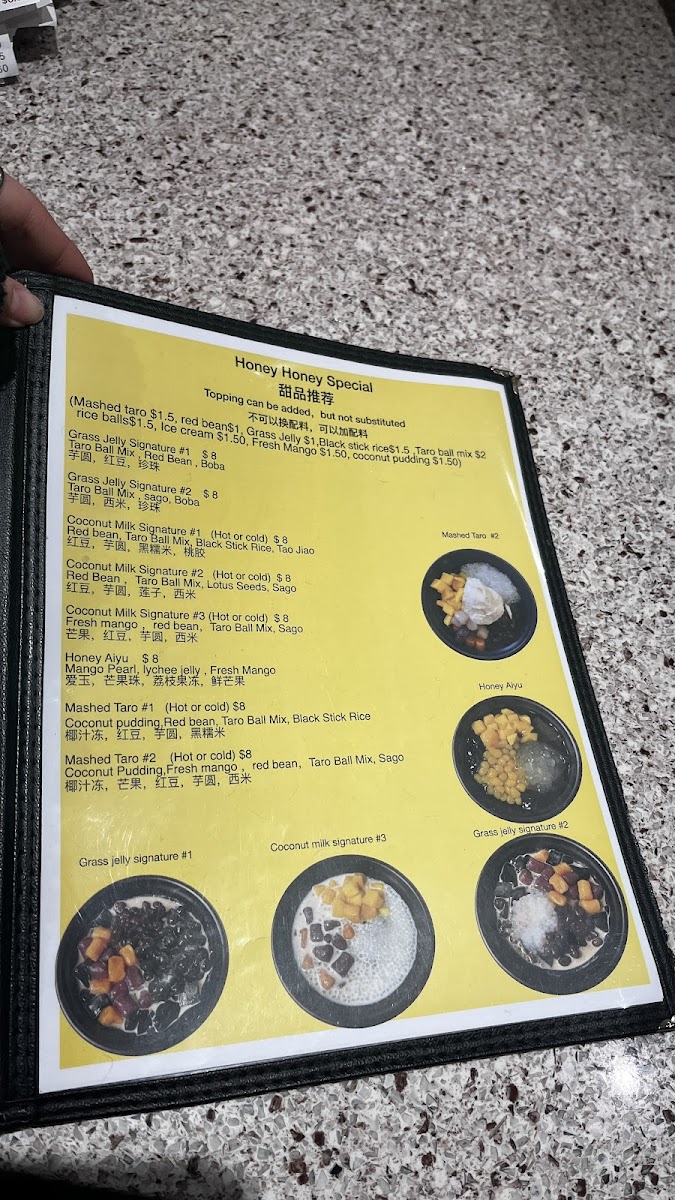 Honey Honey Special
甜品推荐
Topping can be added，but not substituted
不可以换配料，可以加配料
(Mashed taro $1.5, red bean$1, Grass Jelly $1,Black stick rice$1.5 ,Taro ball mix $2
rice balls$1.5, Ice cream $1.50, Fresh Mango $1.50, coconut pudding $1.50)
Grass Jelly Signature #1 $ 8
Taro Ball Mix , Red Bean , Boba
芋圆，红豆，珍珠
Grass Jelly Signature #2 $ 8
Taro Ball Mix , sago, Boba
芋圆，西米，珍珠
Coconut Milk Signature #1 (Hot or cold) $ 8
Red bean, Taro Ball Mix, Black Stick Rice, Tao Jiao
红豆，芋圆，黑糯米，桃胶
Coconut Milk Signature #2 (Hot or cold) $ 8
Red Bean , Taro Ball Mix, Lotus Seeds, Sago
红豆，芋圆，莲子，西米
Coconut Milk Signature #3 (Hot or cold) $ 8
Fresh mango , red bean, Taro Ball Mix, Sago
芒果，红豆，芋圆，西米
Honey Aiyu $ 8
Mango Pearl, lychee jelly , Fresh Mango
爱玉，芒果珠，荔枝果冻，鲜芒果
Mashed Taro #1 (Hot or cold) $8
Coconut pudding,Red bean, Taro Ball Mix, Black Stick Rice
椰汁冻，红豆，芋圆，黑糯米
Mashed Taro #2 (Hot or cold) $8
Coconut Pudding,Fresh mango , red bean, Taro Ball Mix, Sago
椰汁冻，芒果，红豆，芋圆，西米
Mashed Taro #2
Honey Aiyu
Grass jelly signature #1
Coconut milk signature #3
Grass jelly signature #2